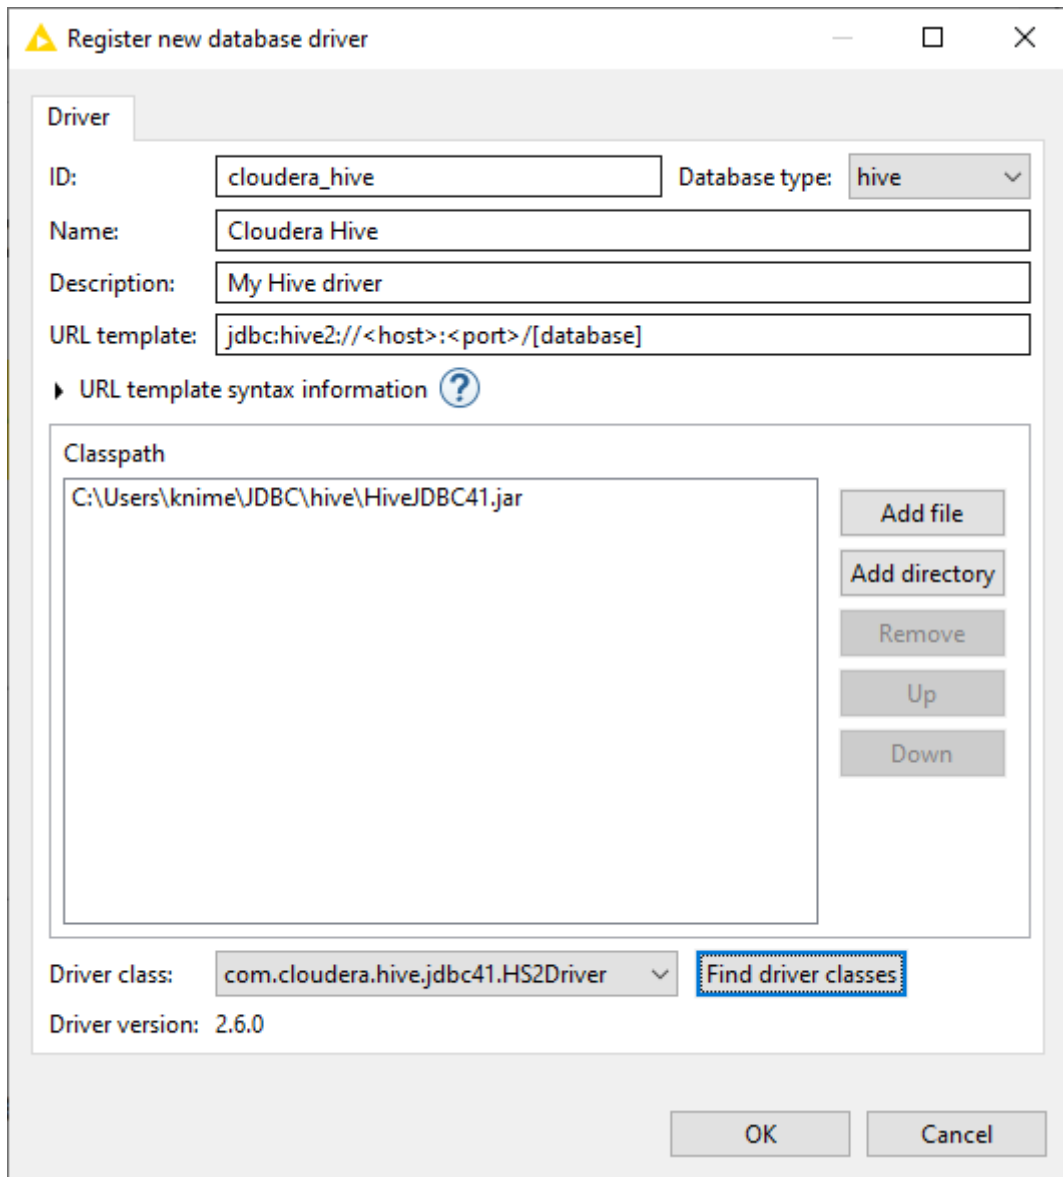 Register new database driver
Driver
ID: cloudera_hive Database type: hive
Name: Cloudera Hive
Description: My Hive driver
URL template: jdbc:hive2://<host>:<port>/[database]
URL template syntax information ?
Classpath
C:\Users\knime\JDBC\hive\HiveJDBC41.jar
Add file
Add directory
Remove
Up
Down
Driver class: com.cloudera.hive.jdbc41.HS2Driver Find driver classes
Driver version: 2.6.0
OK Cancel